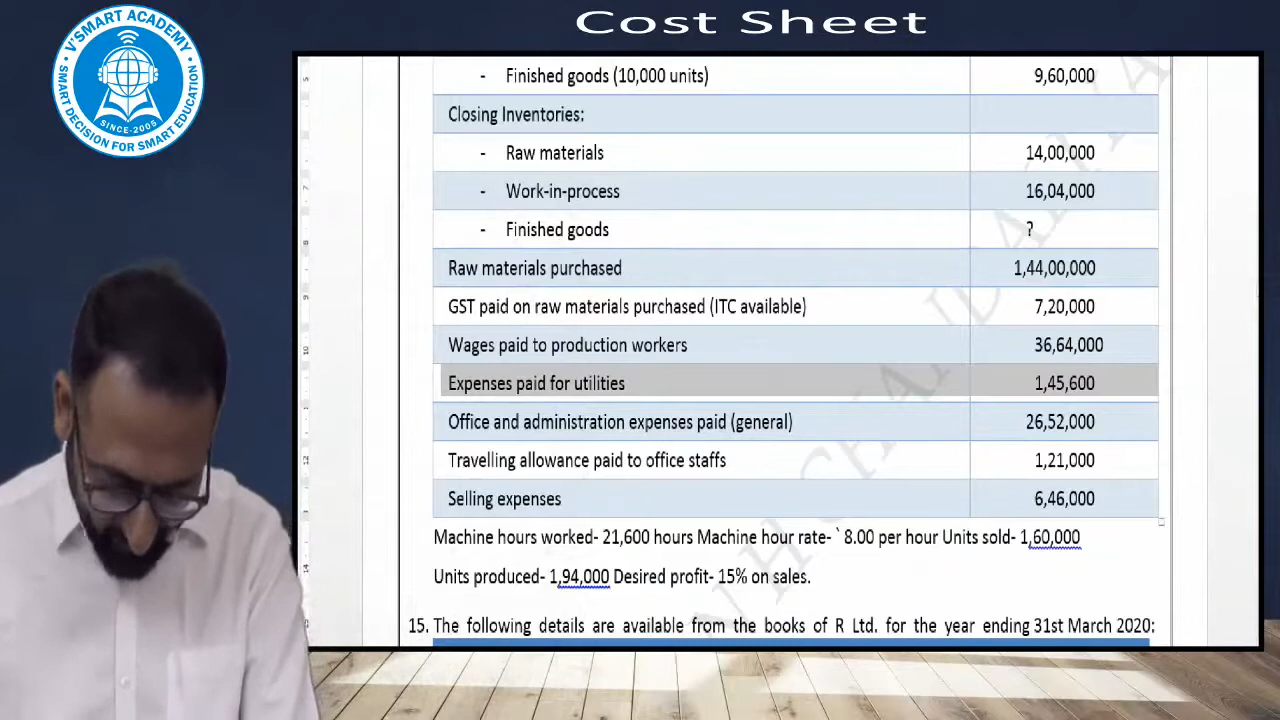 Cost Sheet
V'SMART ACADEMY
SINCE-2005
SMART DECISION FOR SMART EDUCATION
- Finished goods (10,000 units) 9,60,000
Closing Inventories:
- Raw materials 14,00,000
- Work-in-process 16,04,000
- Finished goods ?
Raw materials purchased 1,44,00,000
GST paid on raw materials purchased (ITC available) 7,20,000
Wages paid to production workers 36,64,000
Expenses paid for utilities 1,45,600
Office and administration expenses paid (general) 26,52,000
Travelling allowance paid to office staffs 1,21,000
Selling expenses 6,46,000
Machine hours worked- 21,600 hours Machine hour rate- ` 8.00 per hour Units sold- 1,60,000
Units produced- 1,94,000 Desired profit- 15% on sales.
15. The following details are available from the books of R Ltd. for the year ending 31st March 2020: